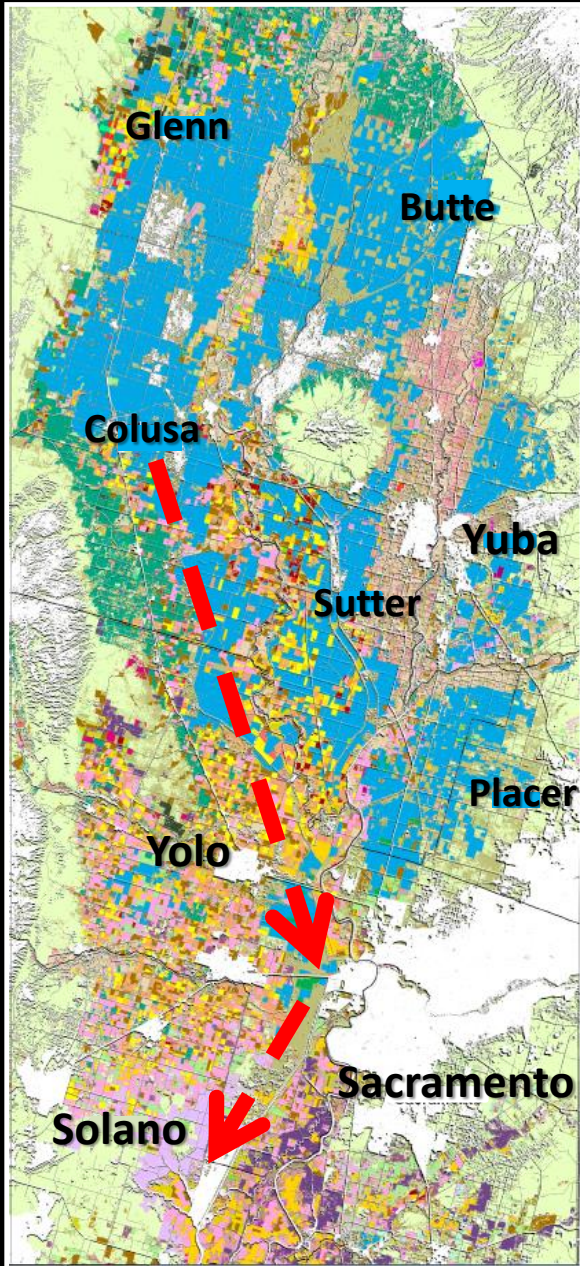 Glenn
Butte
Colusa
Yuba
Sutter
Placer
Yolo
Sacramento
Solano